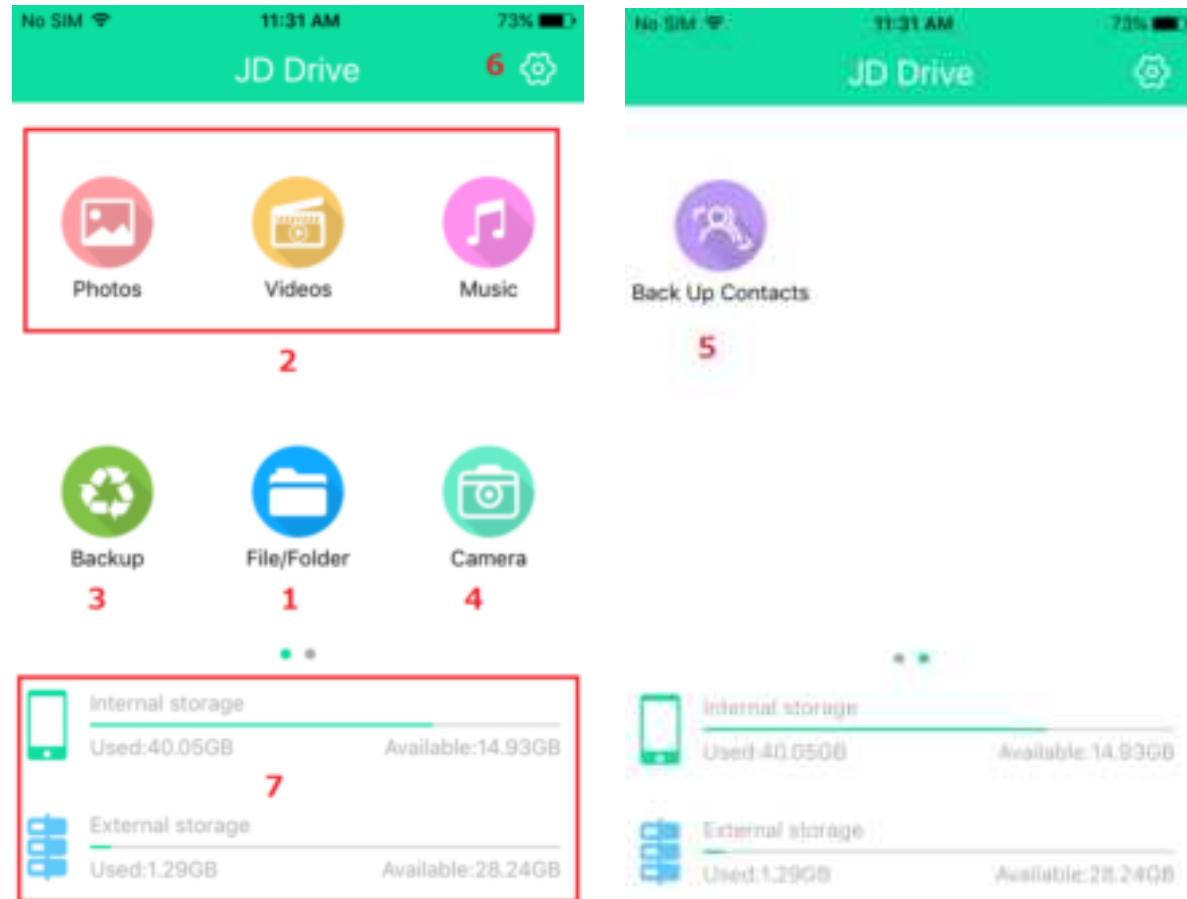 No SIM 11:31 AM 73%
JD Drive 6
Photos Videos Music
2
Backup File/Folder Camera
3 1 4
Internal storage
Used:40.05GB Available:14.93GB
7
External storage
Used:1.29GB Available:28.24GB
No SIM 11:31 AM 73%
JD Drive
Back Up Contacts
5
Internal storage
Used:40.05GB Available:14.93GB
External storage
Used:1.29GB Available:28.24GB